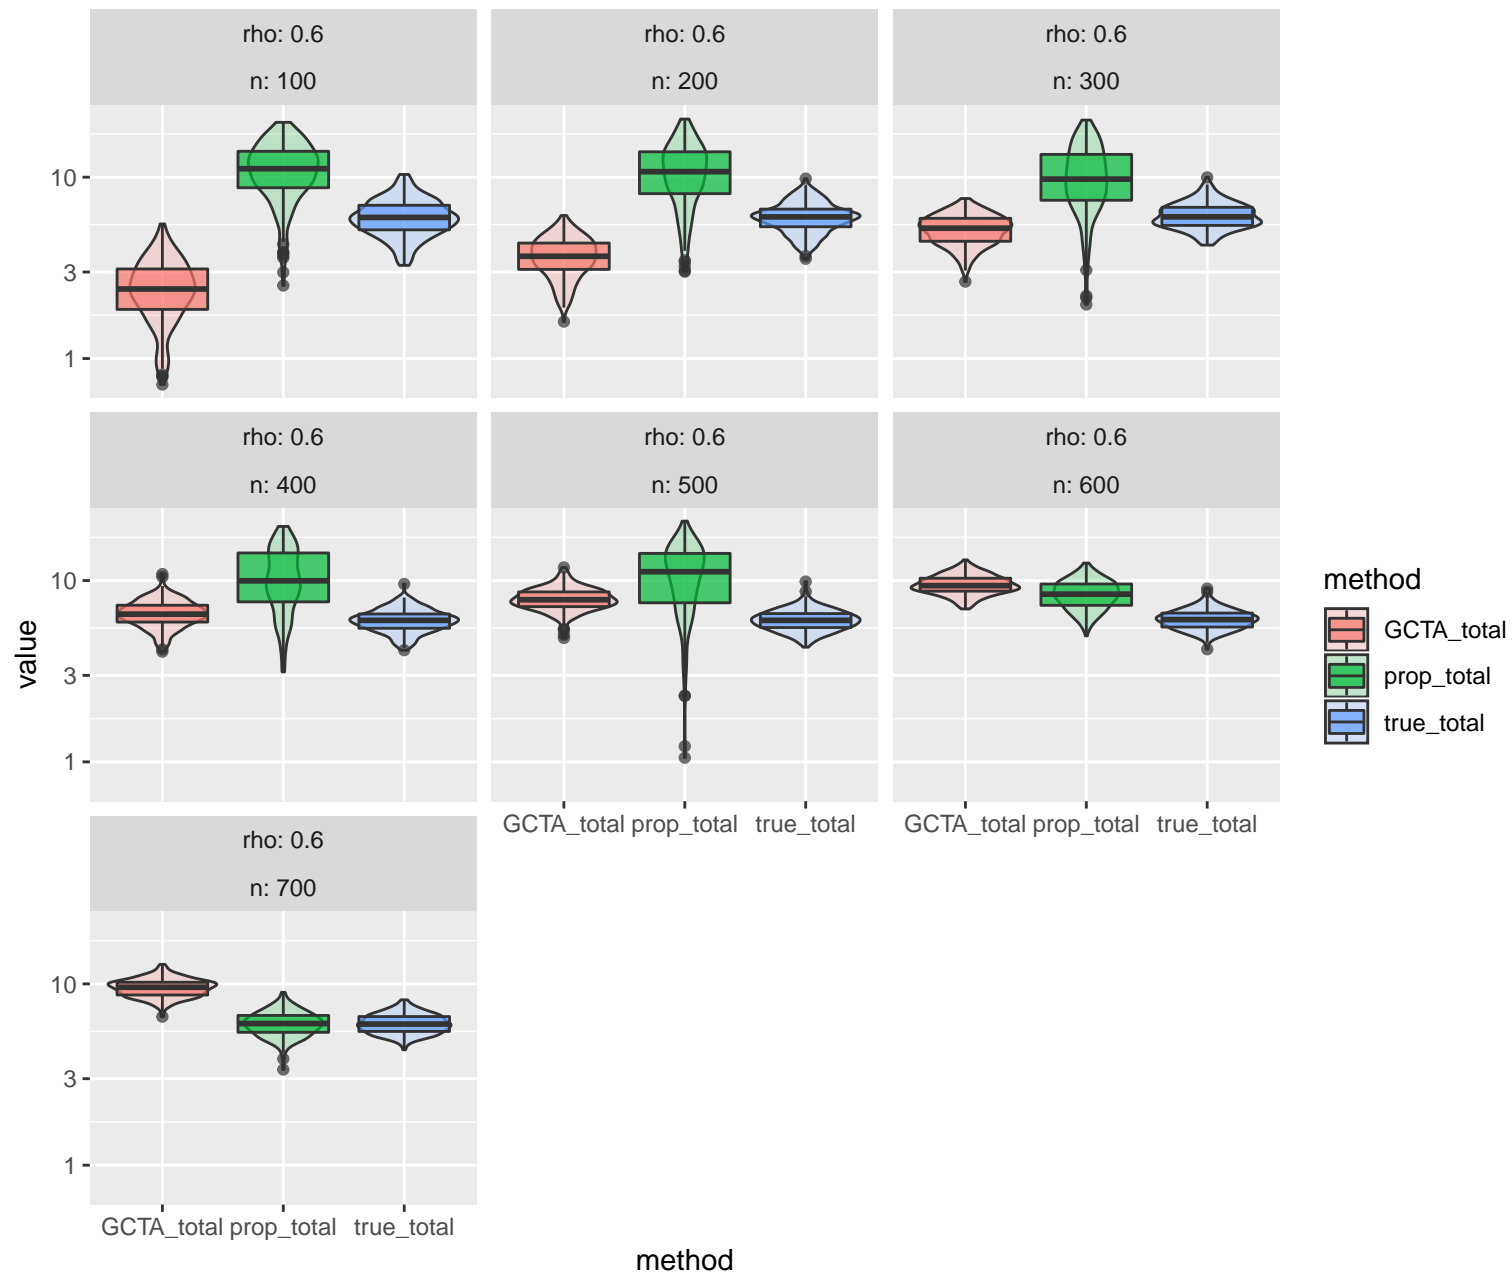 rho: 0.6
rho: 0.6
rho: 0.6
n: 100
n: 200
n: 300
10
3
1
rho: 0.6
rho: 0.6
rho: 0.6
n: 400
n: 500
n: 600
10
3
1
GCTA_total prop_total true_total
GCTA_total prop_total true_total
rho: 0.6
n: 700
10
3
1
GCTA_total prop_total true_total
method
value
method
GCTA_total
prop_total
true_total